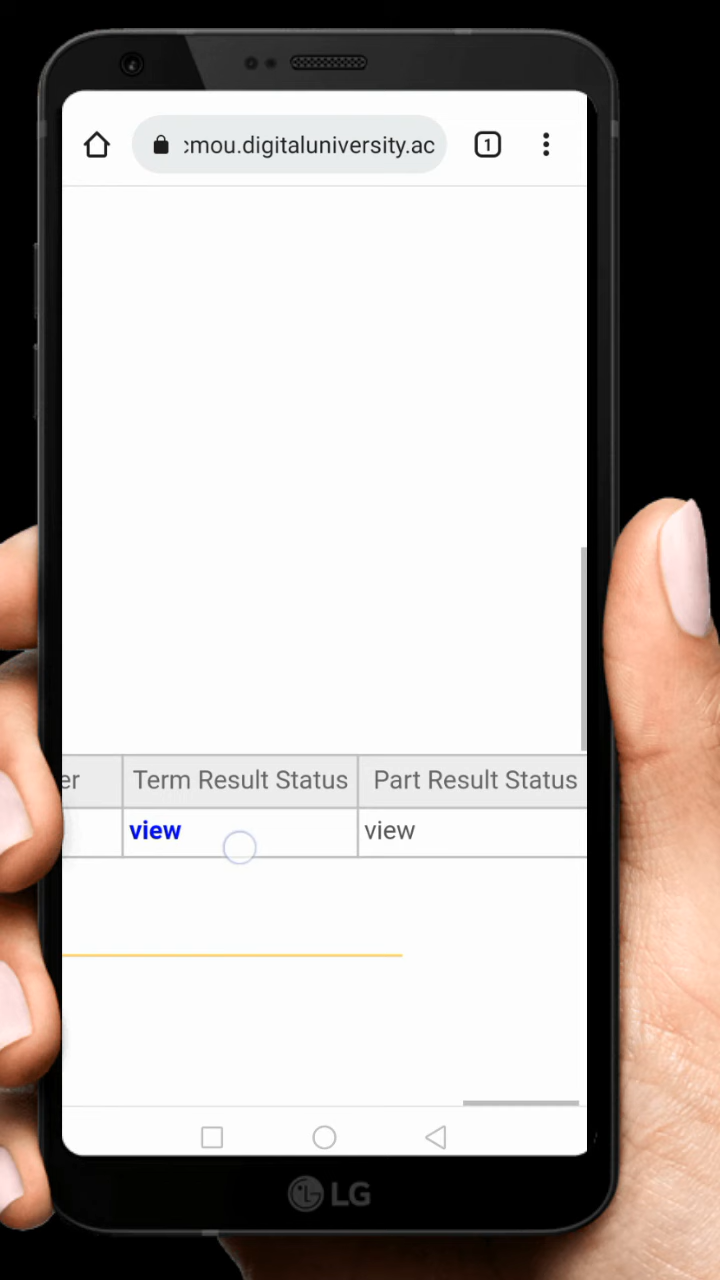 :mou.digitaluniversity.ac
1
er
Term Result Status
Part Result Status
view
view
LG